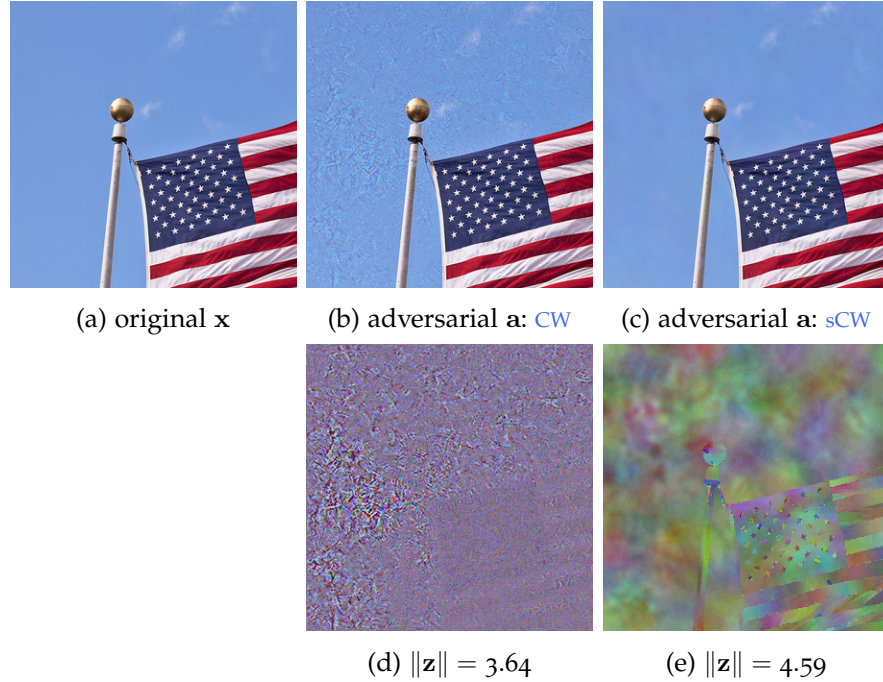 (a) original x
(b) adversarial a: CW
(c) adversarial a: sCW
(d) ‖z‖ = 3.64
(e) ‖z‖ = 4.59